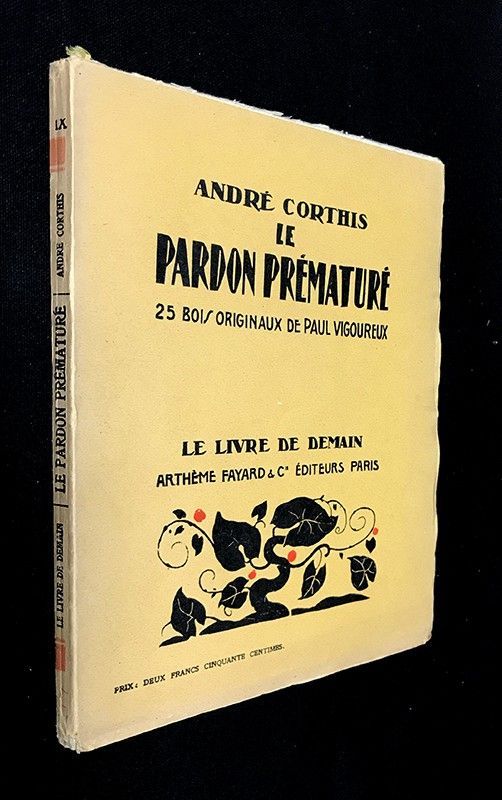 ANDRÉ CORTHIS
LE
PARDON PRÉMATURÉ
25 BOIS ORIGINAUX DE PAUL VIGOUREUX
LE LIVRE DE DEMAIN
ARTHÈME FAYARD & Cie ÉDITEURS PARIS
PRIX : DEUX FRANCS CINQUANTE CENTIMES.
LX
ANDRÉ CORTHIS
LE PARDON PRÉMATURÉ
LE LIVRE DE DEMAIN